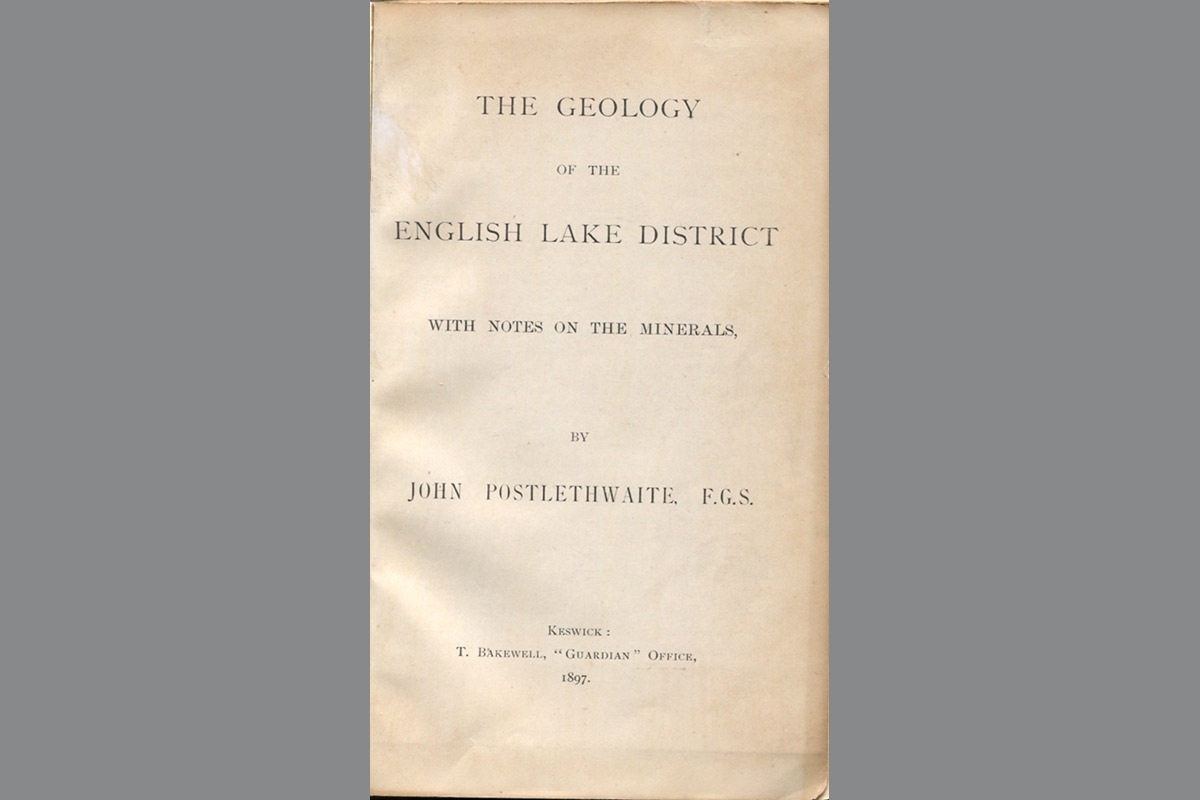 THE GEOLOGY
OF THE
ENGLISH LAKE DISTRICT
WITH NOTES ON THE MINERALS,
BY
JOHN POSTLETHWAITE, F.G.S.
KESWICK:
T. BAKEWELL, "GUARDIAN" OFFICE,
1897.